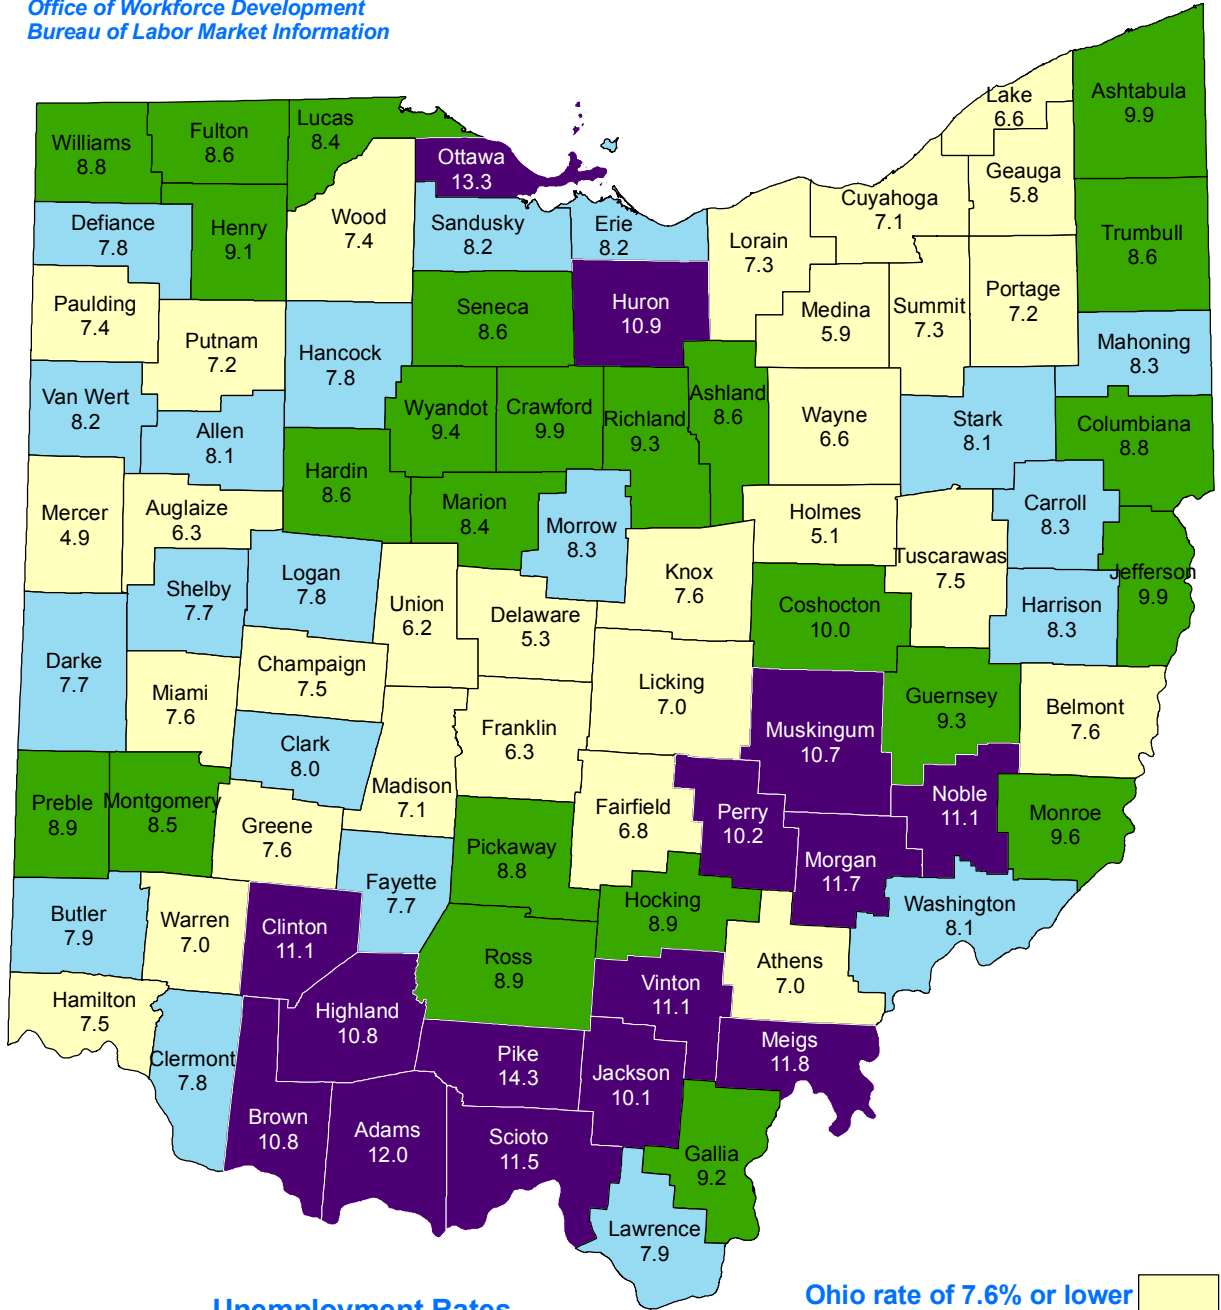 Office of Workforce Development
Bureau of Labor Market Information
Lake
6.6
Ashtabula
9.9
Williams
8.8
Fulton
8.6
Lucas
8.4
Ottawa
13.3
Geauga
5.8
Cuyahoga
7.1
Defiance
7.8
Henry
9.1
Wood
7.4
Sandusky
8.2
Erie
8.2
Lorain
7.3
Trumbull
8.6
Paulding
7.4
Putnam
7.2
Hancock
7.8
Seneca
8.6
Huron
10.9
Medina
5.9
Summit
7.3
Portage
7.2
Mahoning
8.3
Van Wert
8.2
Allen
8.1
Wyandot
9.4
Crawford
9.9
Richland
9.3
Ashland
8.6
Wayne
6.6
Stark
8.1
Columbiana
8.8
Mercer
4.9
Auglaize
6.3
Hardin
8.6
Marion
8.4
Morrow
8.3
Holmes
5.1
Tuscarawas
7.5
Carroll
8.3
Jefferson
9.9
Shelby
7.7
Logan
7.8
Union
6.2
Delaware
5.3
Knox
7.6
Coshocton
10.0
Harrison
8.3
Darke
7.7
Miami
7.6
Champaign
7.5
Licking
7.0
Muskingum
10.7
Guernsey
9.3
Belmont
7.6
Clark
8.0
Madison
7.1
Franklin
6.3
Preble
8.9
Montgomery
8.5
Greene
7.6
Fairfield
6.8
Perry
10.2
Noble
11.1
Monroe
9.6
Pickaway
8.8
Morgan
11.7
Fayette
7.7
Hocking
8.9
Washington
8.1
Butler
7.9
Warren
7.0
Clinton
11.1
Ross
8.9
Athens
7.0
Vinton
11.1
Hamilton
7.5
Highland
10.8
Clermont
7.8
Pike
14.3
Jackson
10.1
Meigs
11.8
Brown
10.8
Adams
12.0
Scioto
11.5
Gallia
9.2
Lawrence
7.9
Unemployment Rates
Ohio rate of 7.6% or lower